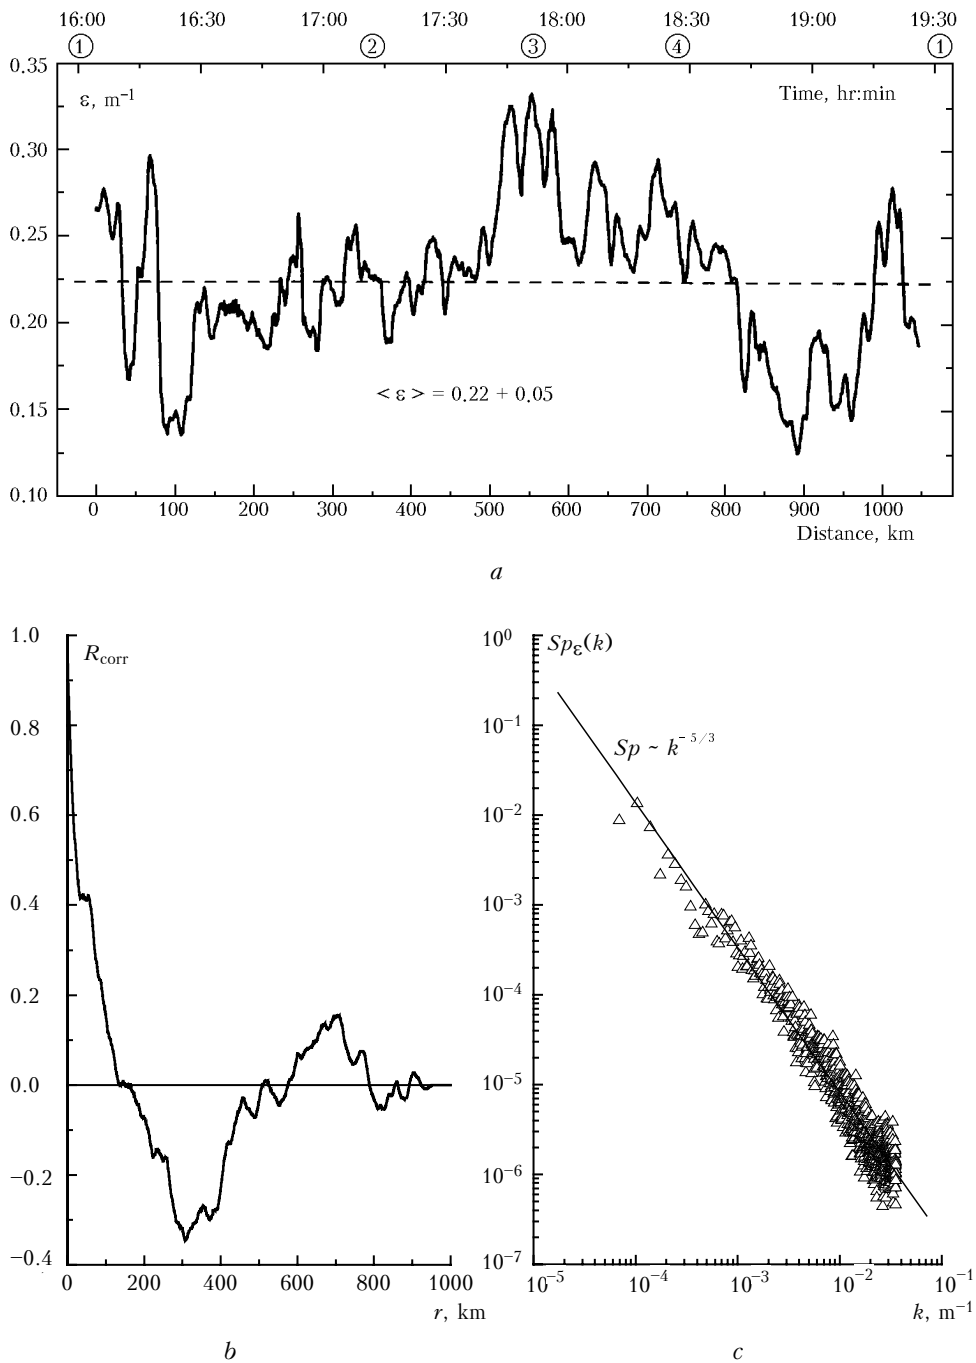 16:00 16:30 17:00 17:30 18:00 18:30 19:00 19:30
① ② ③ ④ ①
0.35
ε, m⁻¹ Time, hr:min
0.30
0.25
0.20
< ε > = 0.22 + 0.05
0.15
0.10
0 100 200 300 400 500 600 700 800 900 1000
Distance, km
a
1.0
R_corr
0.8
0.6
0.4
0.2
0.0
−0.2
−0.4
0 200 400 600 800 1000
r, km
b
10⁰
Sp_ε(k)
10⁻¹
Sp ~ k^−5/3
10⁻²
10⁻³
10⁻⁴
10⁻⁵
10⁻⁶
10⁻⁷
10⁻⁵ 10⁻⁴ 10⁻³ 10⁻² 10⁻¹
k, m⁻¹
c